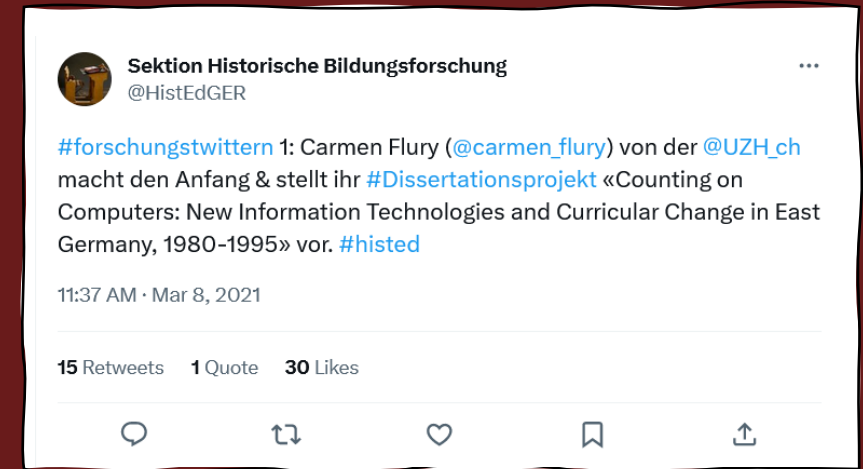 Sektion Historische Bildungsforschung
@HistEdGER
#forschungstwittern 1: Carmen Flury (@carmen_flury) von der @UZH_ch
macht den Anfang & stellt ihr #Dissertationsprojekt «Counting on
Computers: New Information Technologies and Curricular Change in East
Germany, 1980-1995» vor. #histed
11:37 AM · Mar 8, 2021
15 Retweets 1 Quote 30 Likes